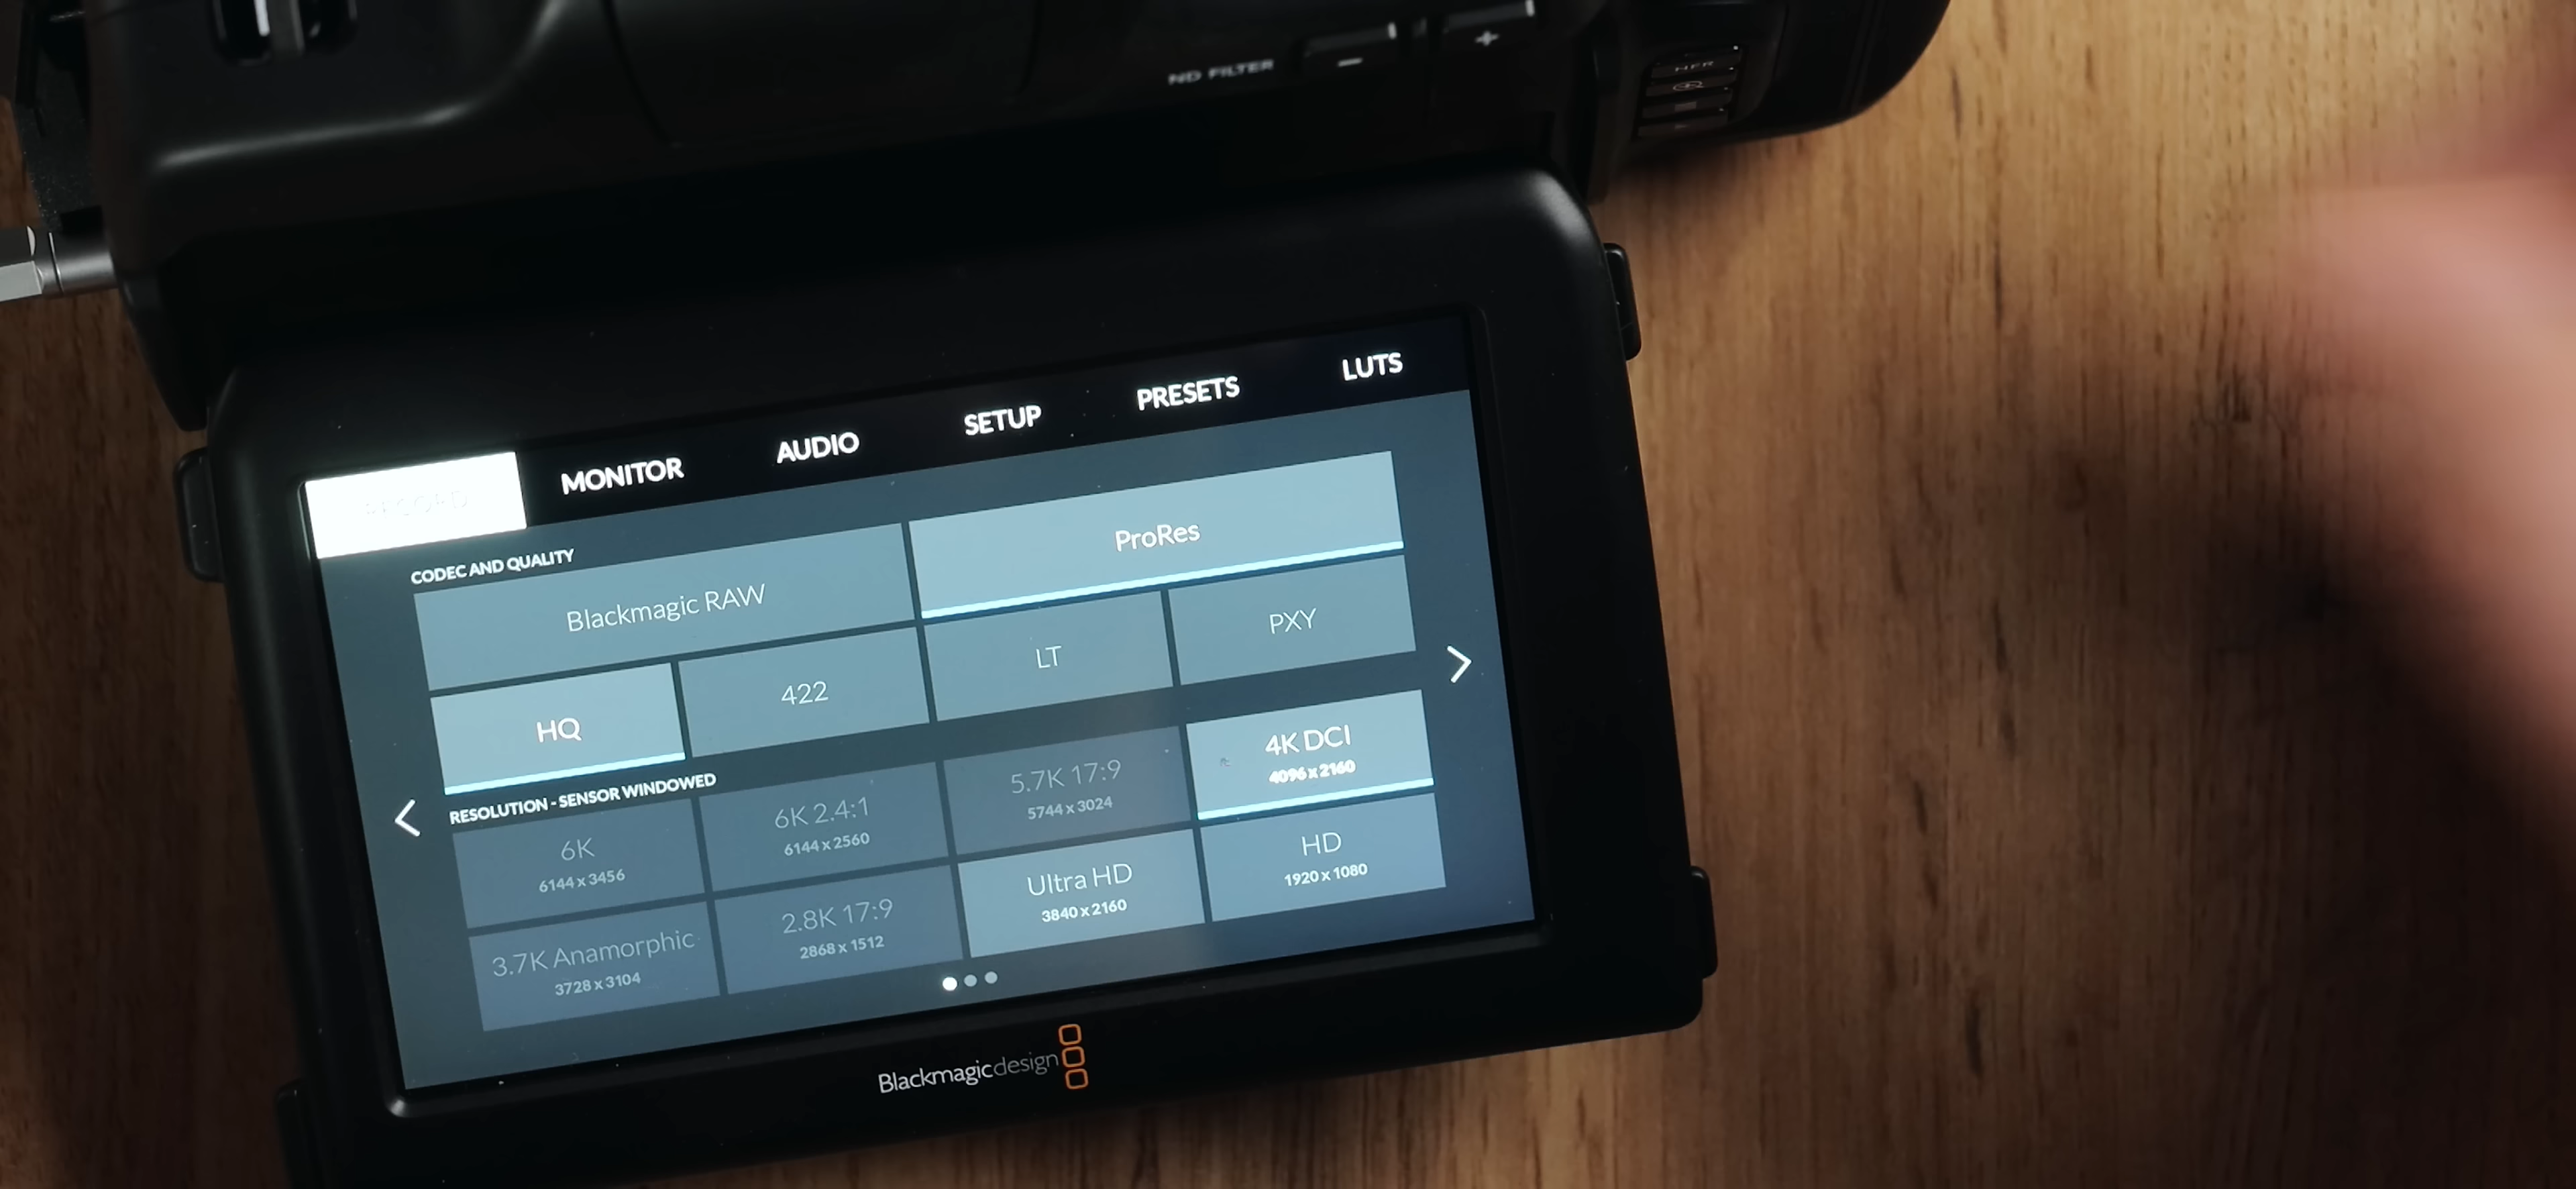 ND FILTER
HFR
RECORD
MONITOR
AUDIO
SETUP
PRESETS
LUTS
CODEC AND QUALITY
Blackmagic RAW
ProRes
HQ
422
LT
PXY
RESOLUTION - SENSOR WINDOWED
6K
6144 x 3456
6K 2.4:1
6144 x 2560
5.7K 17:9
5744 x 3024
4K DCI
4096 x 2160
3.7K Anamorphic
3728 x 3104
2.8K 17:9
2868 x 1512
Ultra HD
3840 x 2160
HD
1920 x 1080
Blackmagicdesign